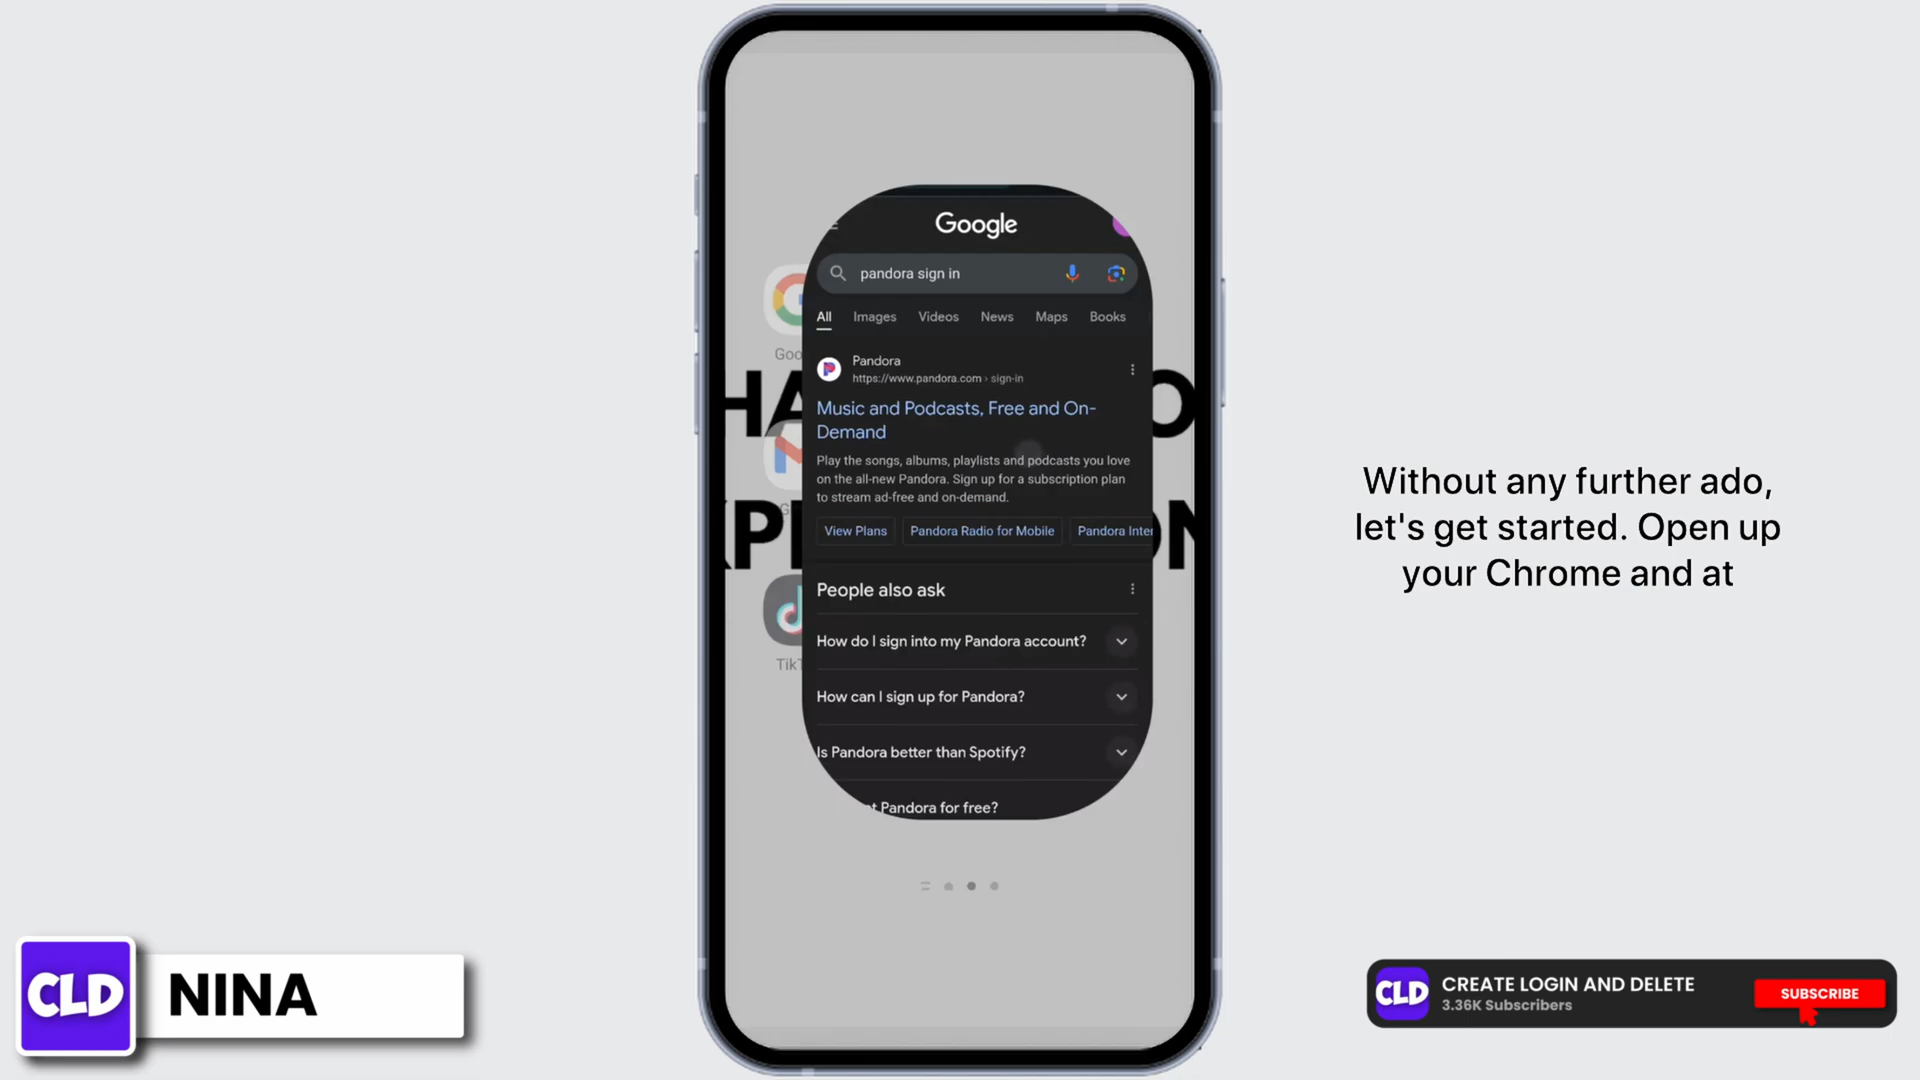 Google
pandora sign in
All Images Videos News Maps Books
Pandora
https://www.pandora.com › sign-in
Music and Podcasts, Free and On-
Demand
Play the songs, albums, playlists and podcasts you love
on the all-new Pandora. Sign up for a subscription plan
to stream ad-free and on-demand.
View Plans Pandora Radio for Mobile Pandora Inter
People also ask
How do I sign into my Pandora account?
How can I sign up for Pandora?
Is Pandora better than Spotify?
Pandora for free?
Goo
TikT
Without any further ado,
let's get started. Open up
your Chrome and at
CLD NINA
CLD CREATE LOGIN AND DELETE
3.36K Subscribers
SUBSCRIBE